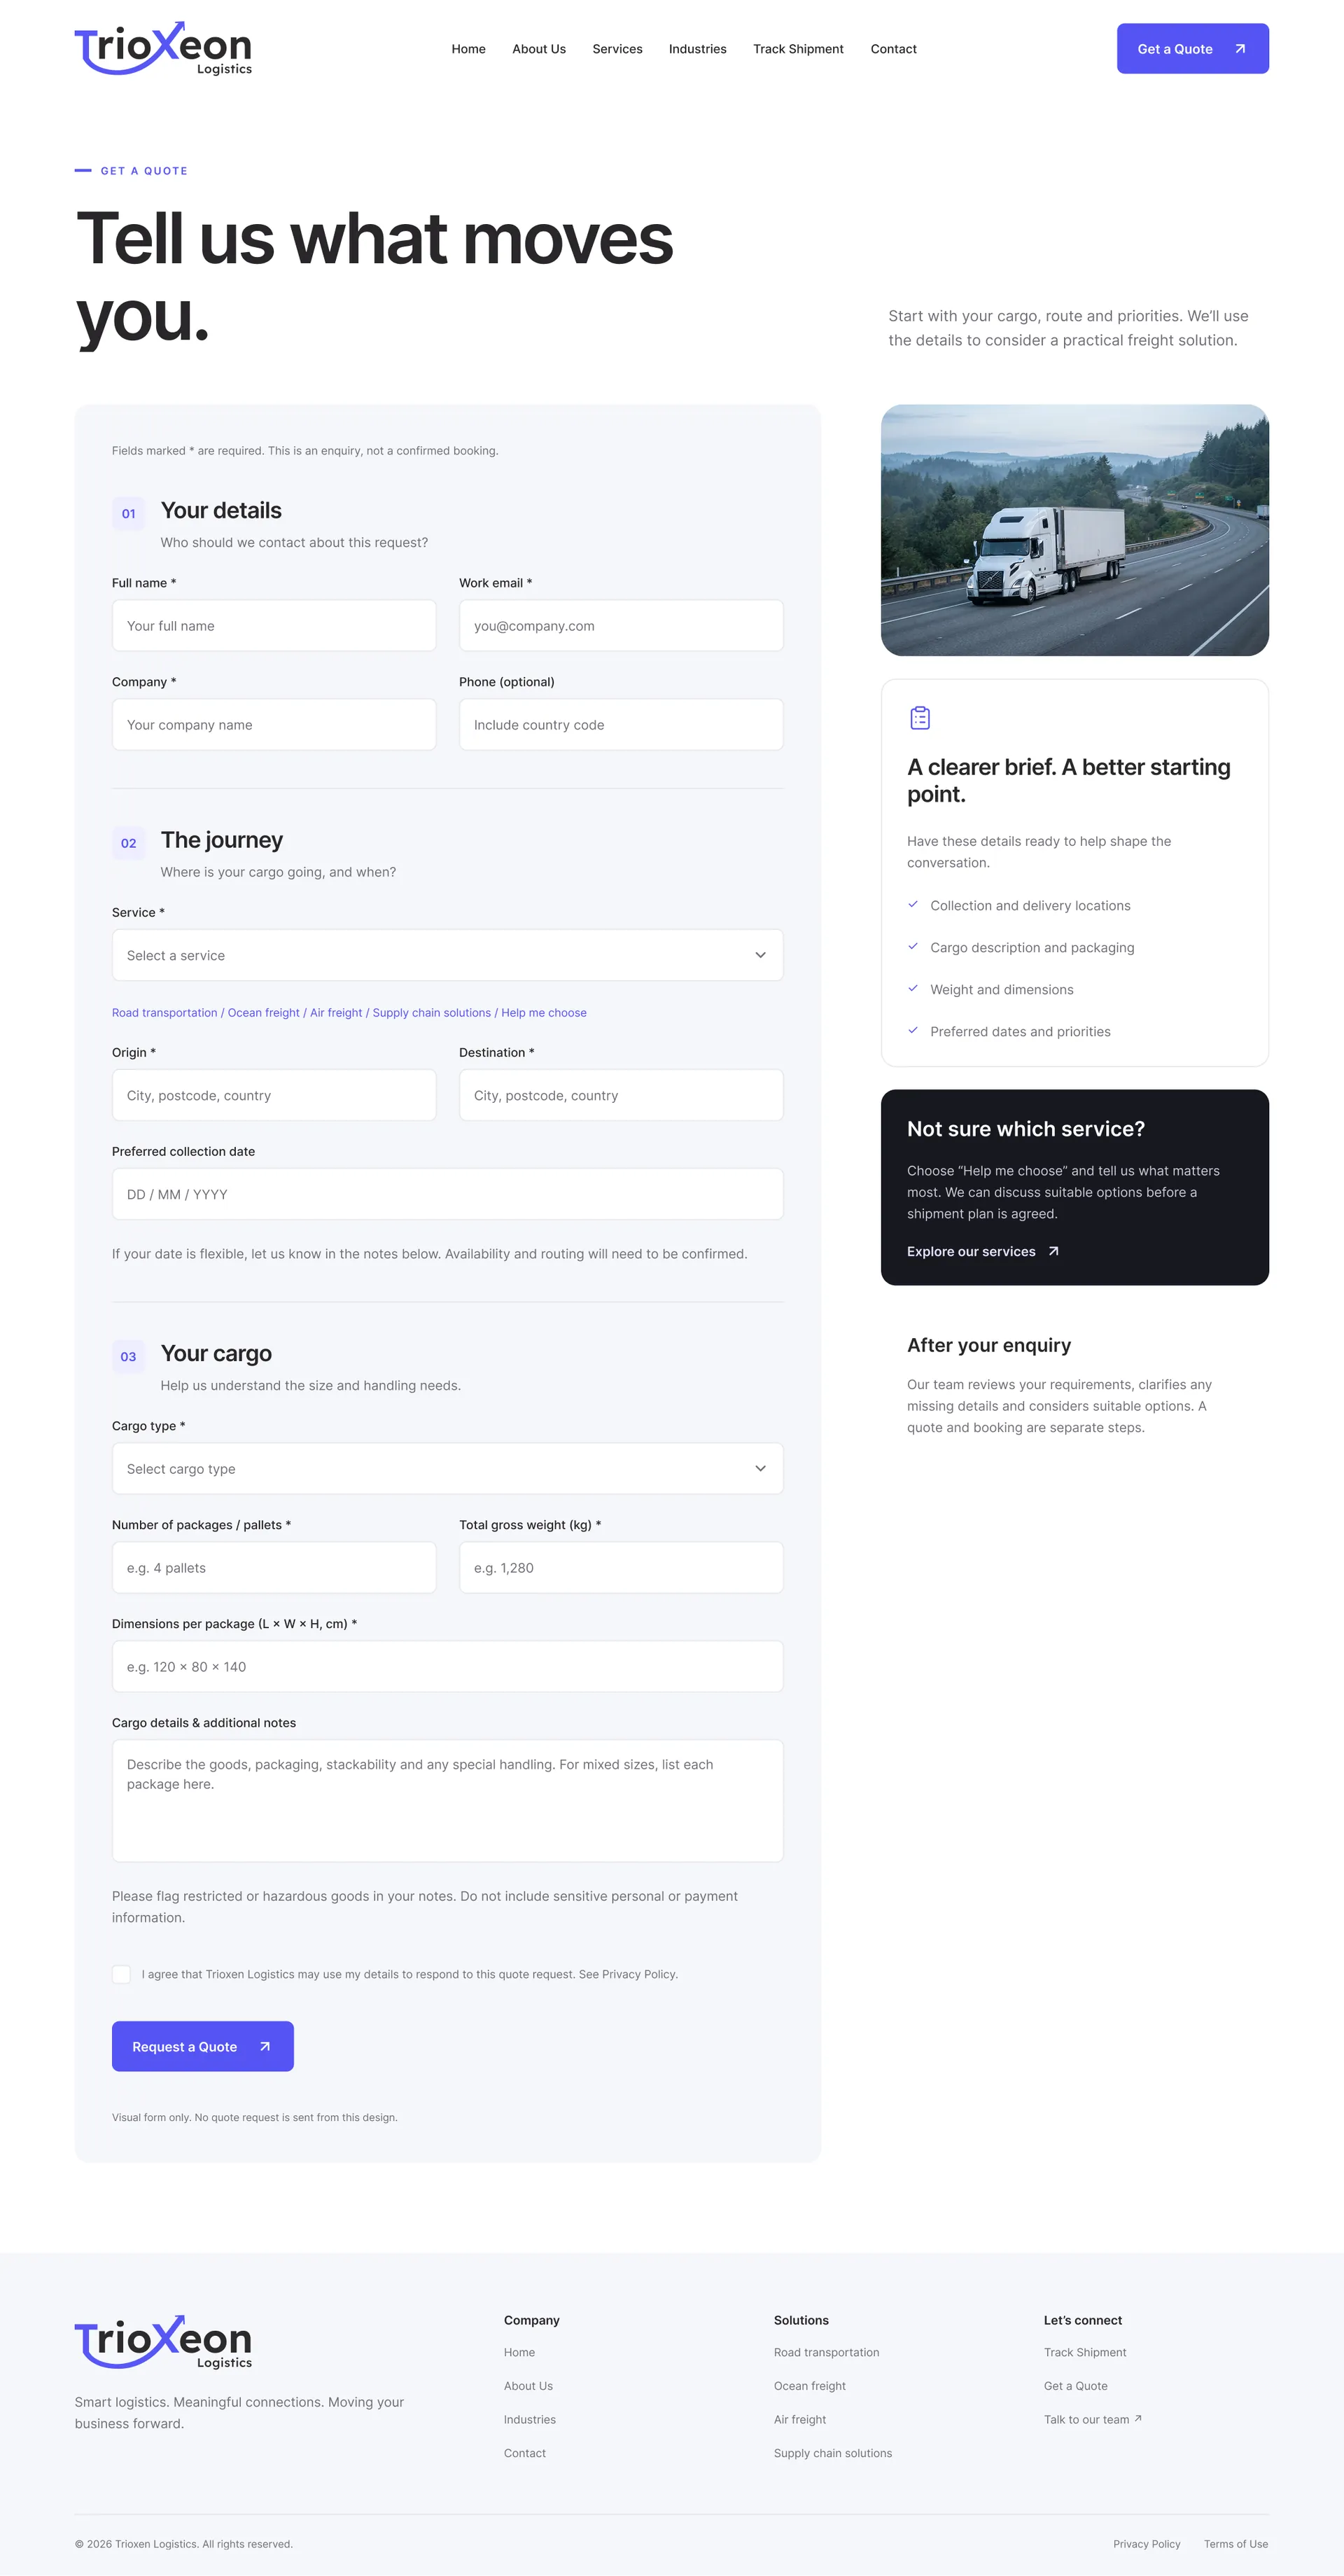 TrioXeon
Logistics
Home About Us Services Industries Track Shipment Contact
Get a Quote
GET A QUOTE
Tell us what moves
you.
Start with your cargo, route and priorities. We’ll use
the details to consider a practical freight solution.
Fields marked * are required. This is an enquiry, not a confirmed booking.
01 Your details
Who should we contact about this request?
Full name * Work email *
Your full name you@company.com
Company * Phone (optional)
Your company name Include country code
02 The journey
Where is your cargo going, and when?
Service *
Select a service
Road transportation / Ocean freight / Air freight / Supply chain solutions / Help me choose
Origin * Destination *
City, postcode, country City, postcode, country
Preferred collection date
DD / MM / YYYY
If your date is flexible, let us know in the notes below. Availability and routing will need to be confirmed.
03 Your cargo
Help us understand the size and handling needs.
Cargo type *
Select cargo type
Number of packages / pallets * Total gross weight (kg) *
e.g. 4 pallets e.g. 1,280
Dimensions per package (L × W × H, cm) *
e.g. 120 × 80 × 140
Cargo details & additional notes
Describe the goods, packaging, stackability and any special handling. For mixed sizes, list each
package here.
Please flag restricted or hazardous goods in your notes. Do not include sensitive personal or payment
information.
I agree that Trioxen Logistics may use my details to respond to this quote request. See Privacy Policy.
Request a Quote
Visual form only. No quote request is sent from this design.
A clearer brief. A better starting
point.
Have these details ready to help shape the
conversation.
Collection and delivery locations
Cargo description and packaging
Weight and dimensions
Preferred dates and priorities
Not sure which service?
Choose “Help me choose” and tell us what matters
most. We can discuss suitable options before a
shipment plan is agreed.
Explore our services
After your enquiry
Our team reviews your requirements, clarifies any
missing details and considers suitable options. A
quote and booking are separate steps.
TrioXeon
Logistics
Smart logistics. Meaningful connections. Moving your
business forward.
Company
Home
About Us
Industries
Contact
Solutions
Road transportation
Ocean freight
Air freight
Supply chain solutions
Let’s connect
Track Shipment
Get a Quote
Talk to our team ↗
© 2026 Trioxen Logistics. All rights reserved.
Privacy Policy Terms of Use